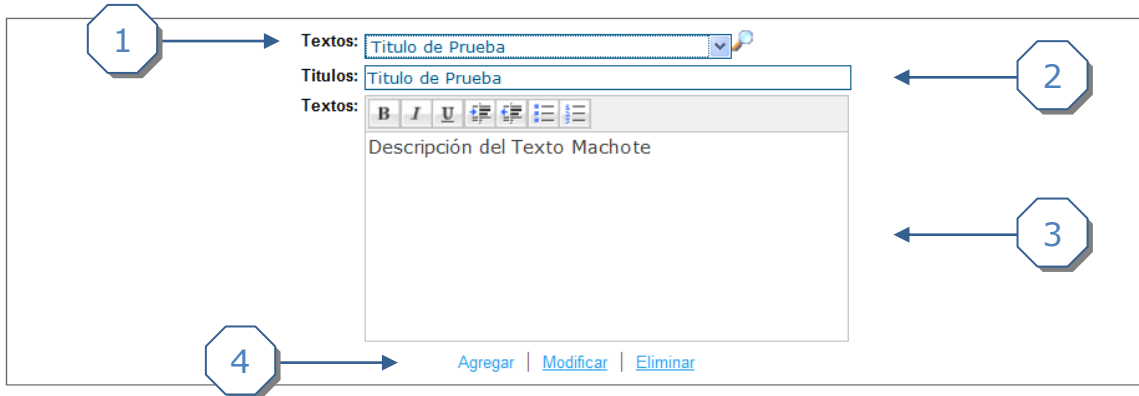 1
Textos: Titulo de Prueba
Titulos: Titulo de Prueba
2
Textos: B I U
Descripción del Texto Machote
3
4
Agregar | Modificar | Eliminar